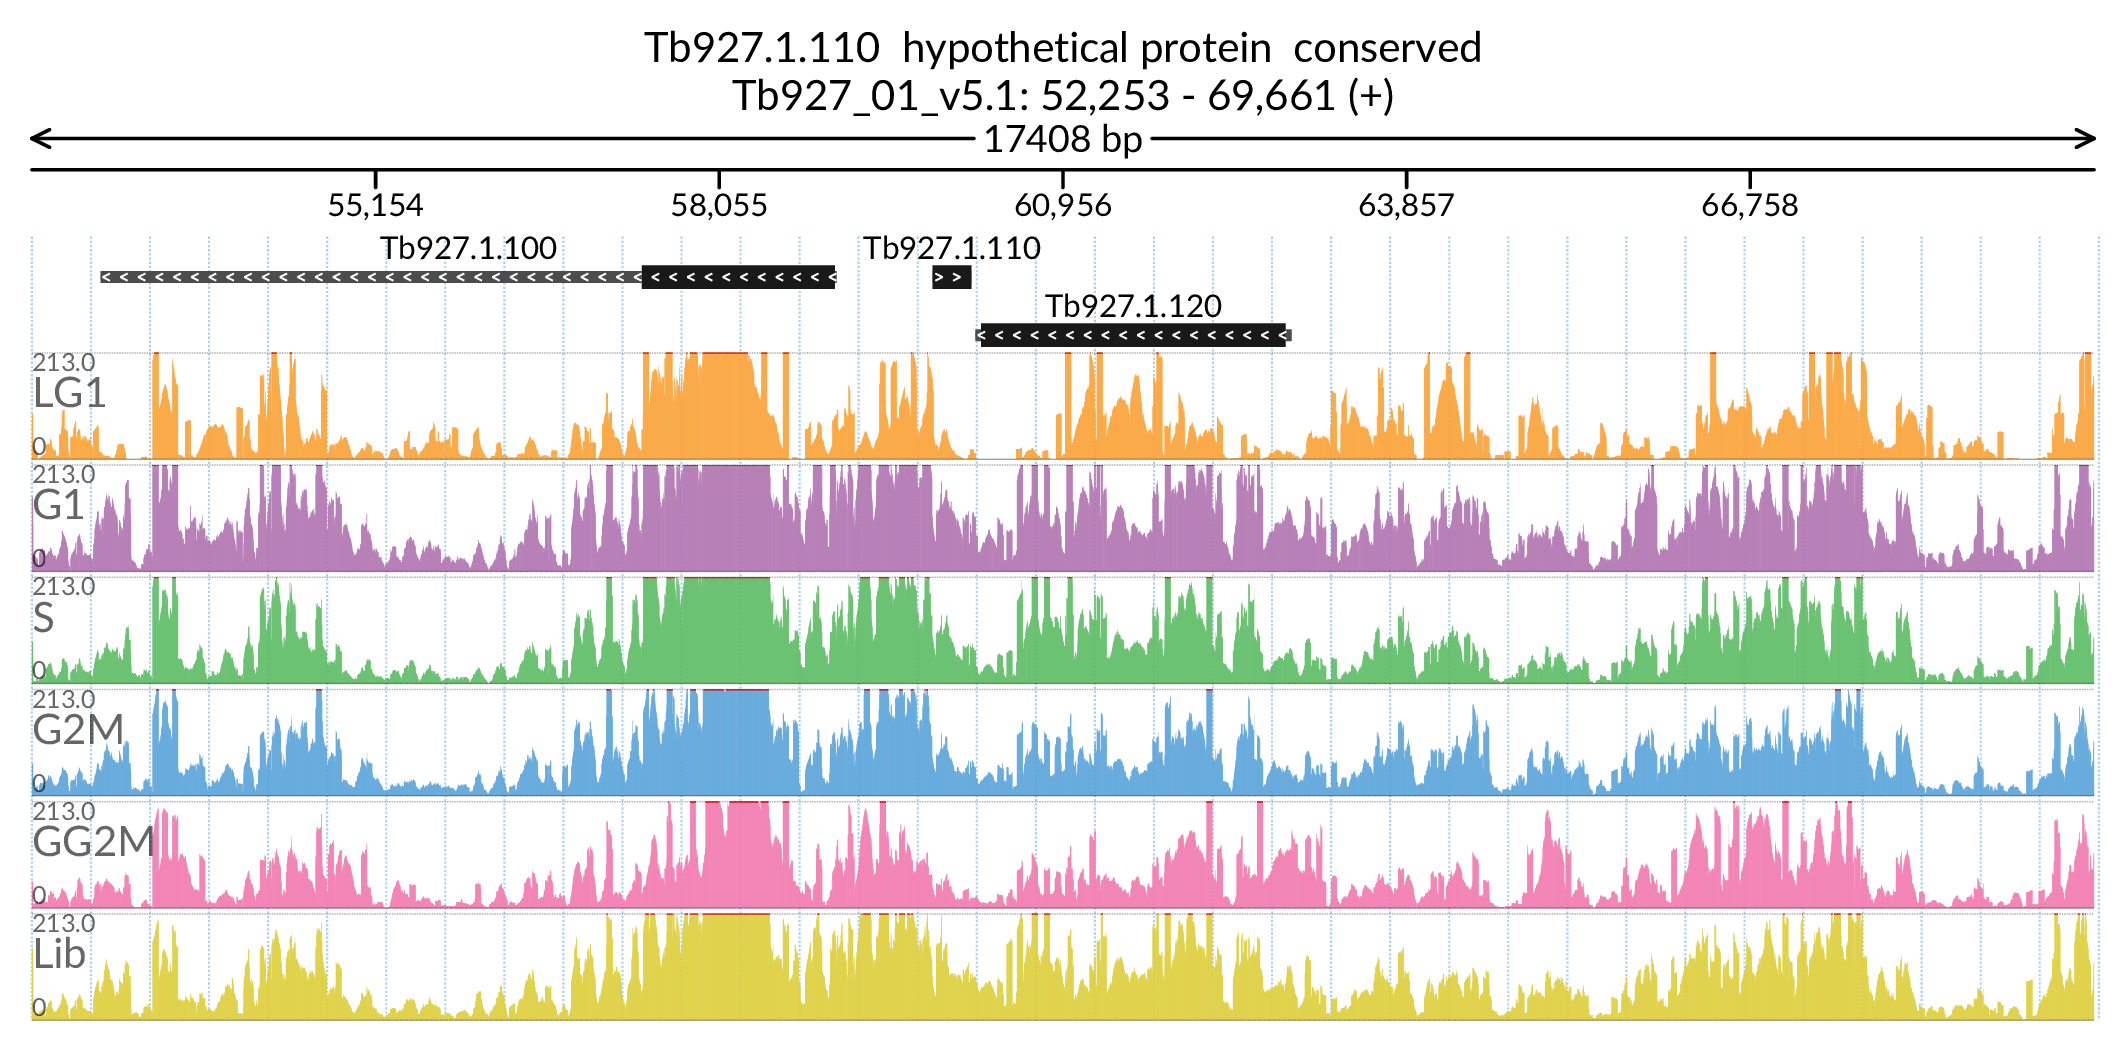 Tb927.1.110  hypothetical protein  conserved
Tb927_01_v5.1: 52,253 - 69,661 (+)
17408 bp
55,154 58,055 60,956 63,857 66,758
Tb927.1.100 Tb927.1.110
Tb927.1.120
213.0
LG1
0
213.0
G1
0
213.0
S
0
213.0
G2M
0
213.0
GG2M
0
213.0
Lib
0